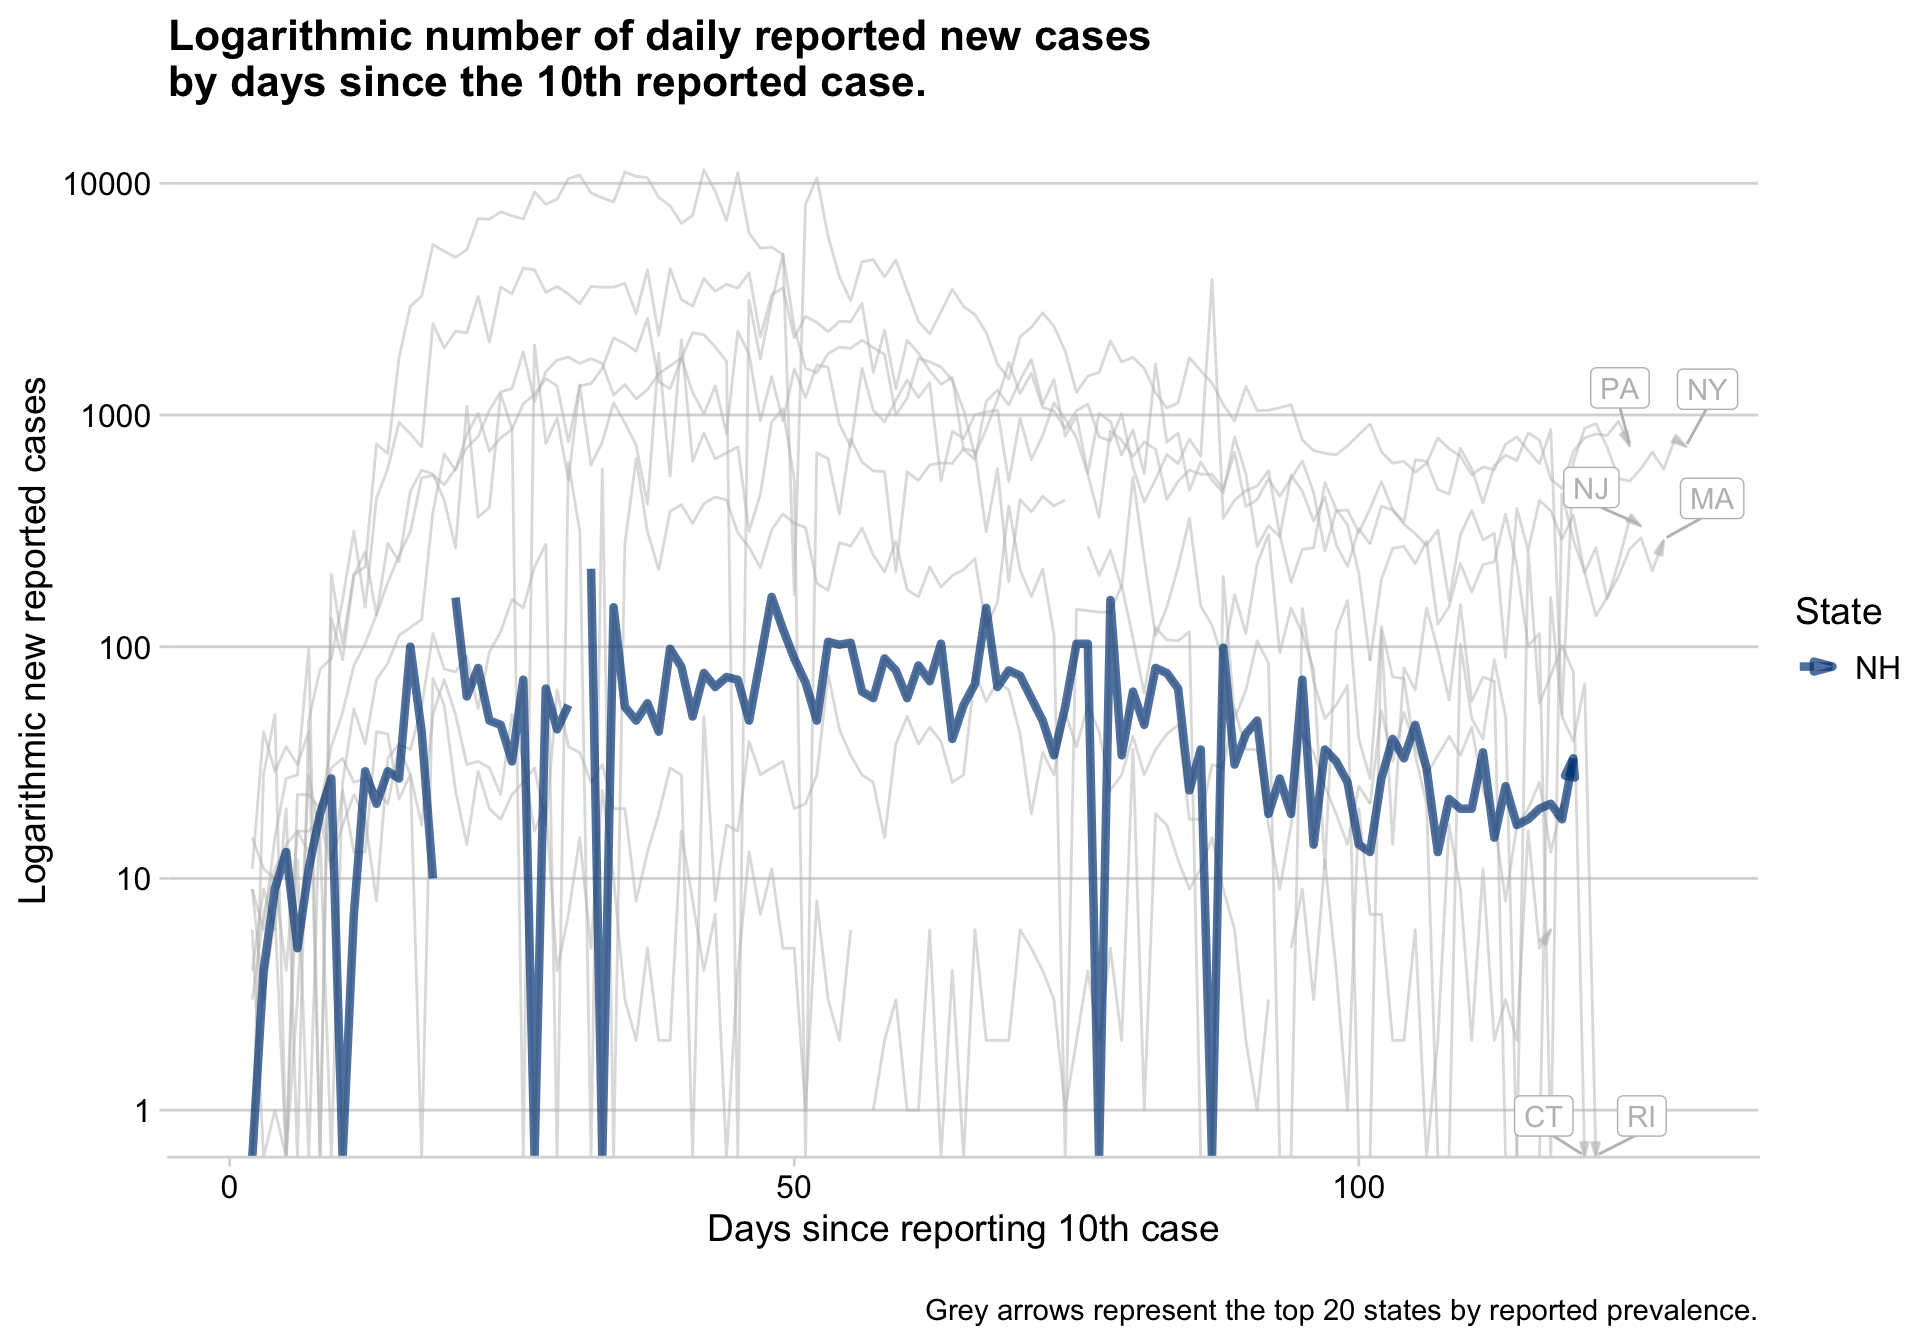 Logarithmic number of daily reported new cases
by days since the 10th reported case.
Logarithmic new reported cases
10000
1000
100
10
1
PA
NY
NJ
MA
CT
RI
State
NH
0
50
100
Days since reporting 10th case
Grey arrows represent the top 20 states by reported prevalence.